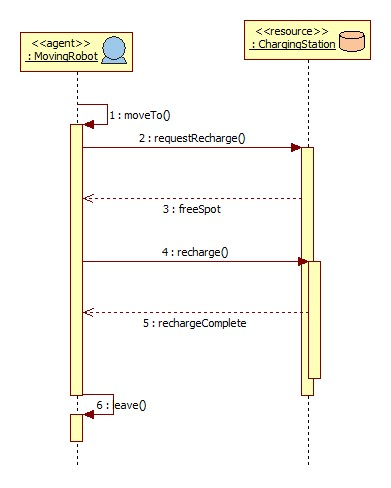 <<agent>>
: MovingRobot
<<resource>>
: ChargingStation
1 : moveTo()
2 : requestRecharge()
3 : freeSpot
4 : recharge()
5 : rechargeComplete
6 : eave()